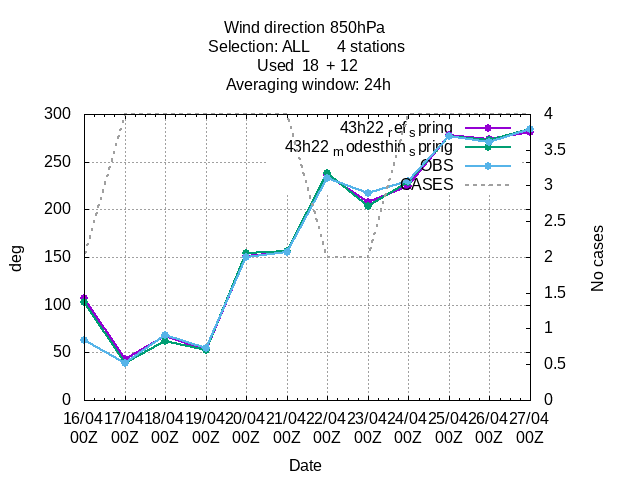 Wind direction 850hPa
Selection: ALL 4 stations
Used 18 + 12
Averaging window: 24h
300
250
200
150
100
50
0
deg
4
3.5
3
2.5
2
1.5
1
0.5
0
No cases
43h22 refspring
43h22 modesthinspring
OBS
CASES
16/04 17/04 18/04 19/04 20/04 21/04 22/04 23/04 24/04 25/04 26/04 27/04
00Z 00Z 00Z 00Z 00Z 00Z 00Z 00Z 00Z 00Z 00Z 00Z
Date